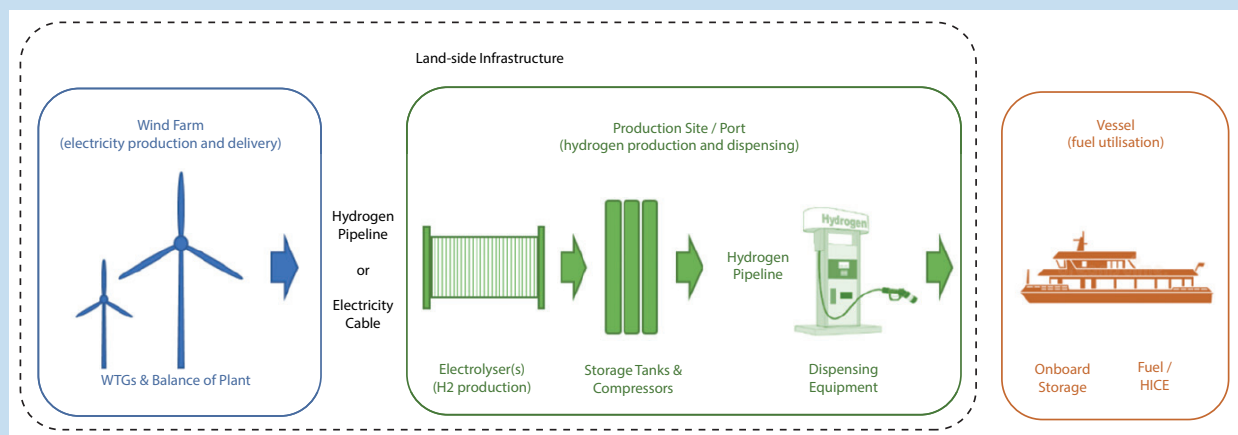 Land-side Infrastructure
Wind Farm
(electricity production and delivery)
WTGs & Balance of Plant
Hydrogen
Pipeline
or
Electricity
Cable
Production Site / Port
(hydrogen production and dispensing)
Electrolyser(s)
(H2 production)
Storage Tanks &
Compressors
Hydrogen
Pipeline
Hydrogen
Dispensing
Equipment
Vessel
(fuel utilisation)
Onboard
Storage
Fuel /
HICE